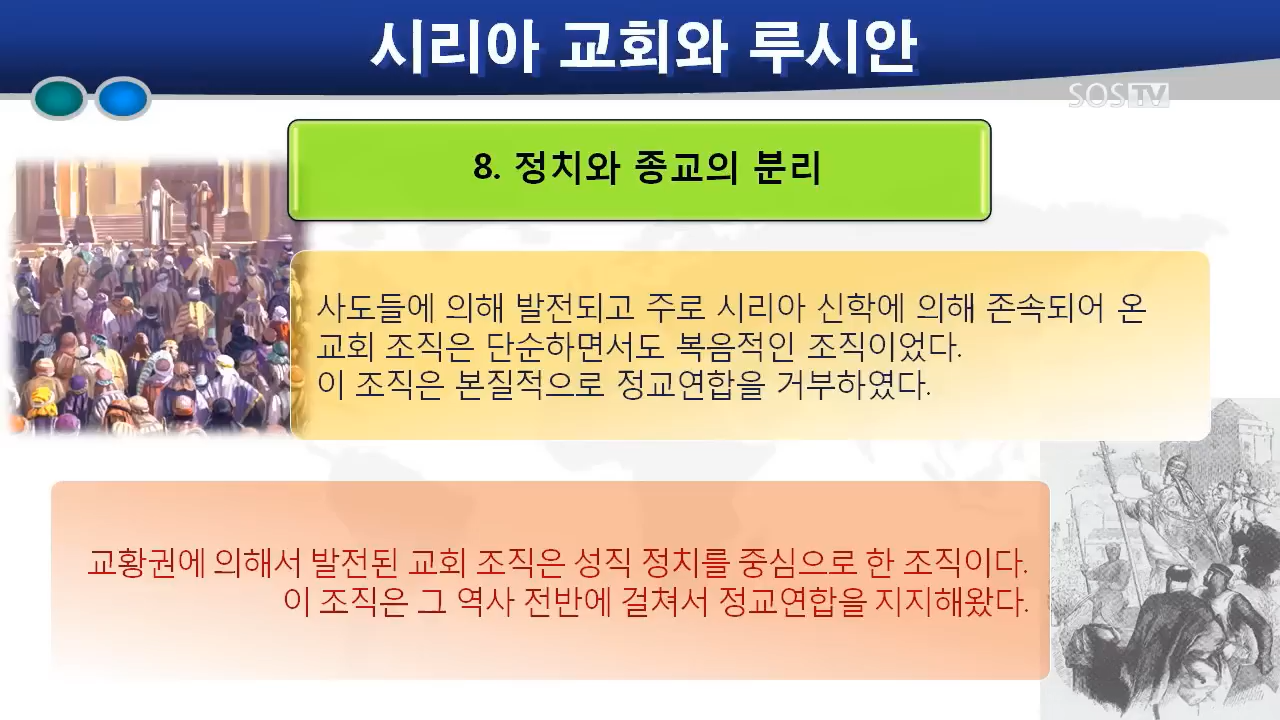 시리아 교회와 루시안
SOSTV
8. 정치와 종교의 분리
사도들에 의해 발전되고 주로 시리아 신학에 의해 존속되어 온
교회 조직은 단순하면서도 복음적인 조직이었다.
이 조직은 본질적으로 정교연합을 거부하였다.
교황권에 의해서 발전된 교회 조직은 성직 정치를 중심으로 한 조직이다.
이 조직은 그 역사 전반에 걸쳐서 정교연합을 지지해왔다.